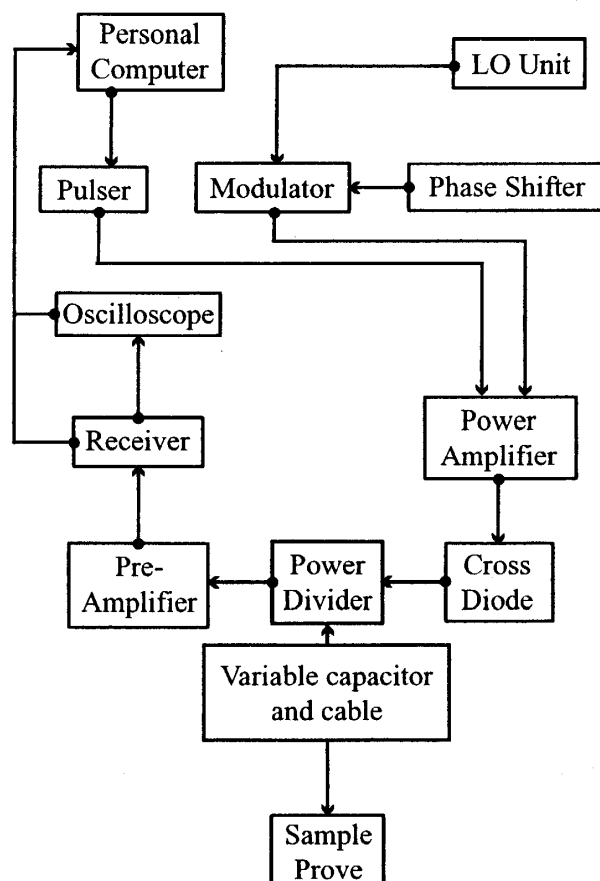 Personal
Computer
LO Unit
Pulser
Modulator
Phase Shifter
Oscilloscope
Receiver
Power
Amplifier
Pre-
Amplifier
Power
Divider
Cross
Diode
Variable capacitor
and cable
Sample
Prove